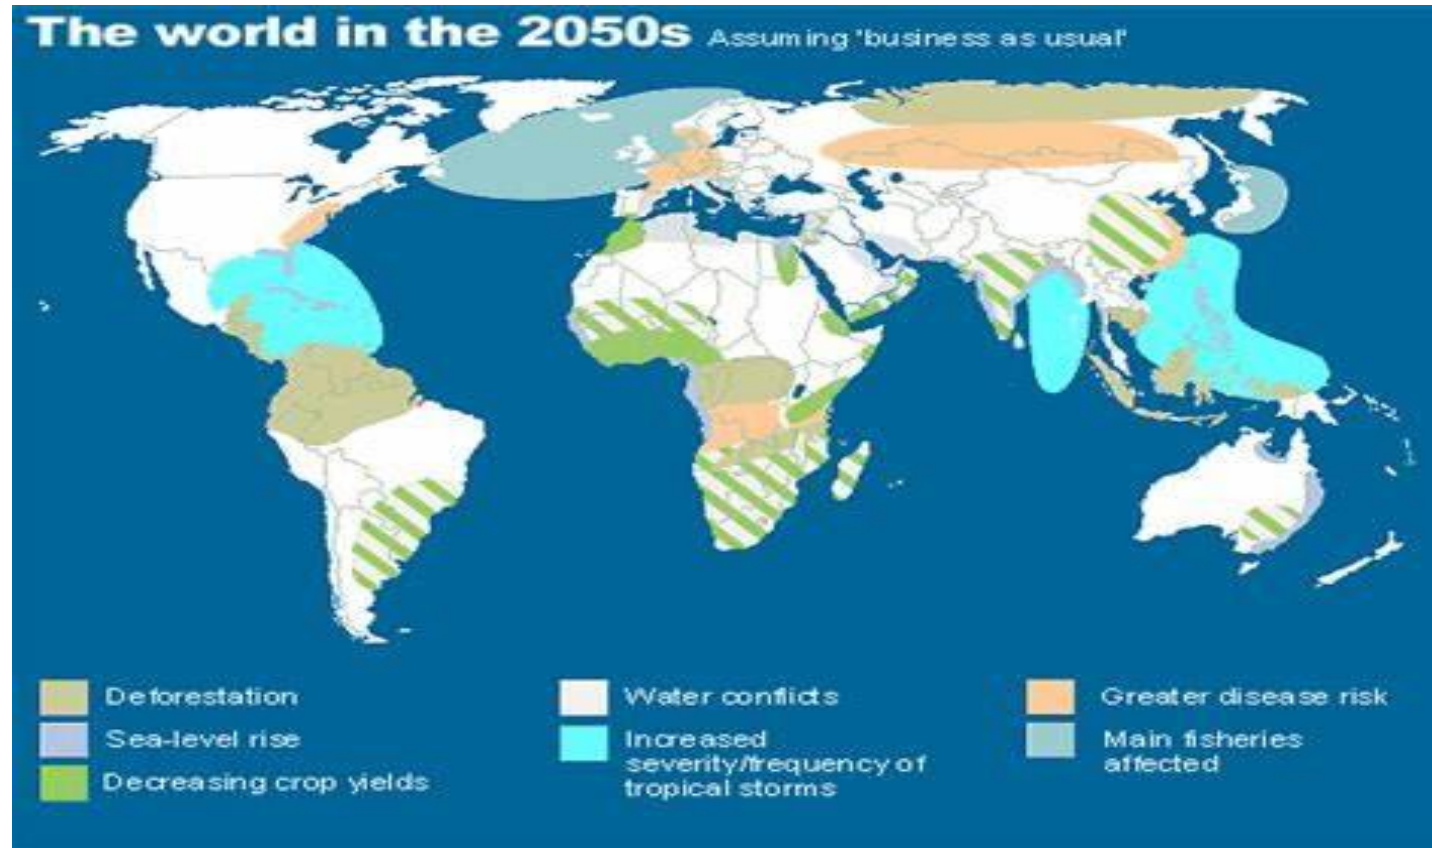 The world in the 2050s Assuming 'business as usual'
Deforestation
Sea-level rise
Decreasing crop yields
Water conflicts
Increased
severity/frequency of
tropical storms
Greater disease risk
Main fisheries
affected